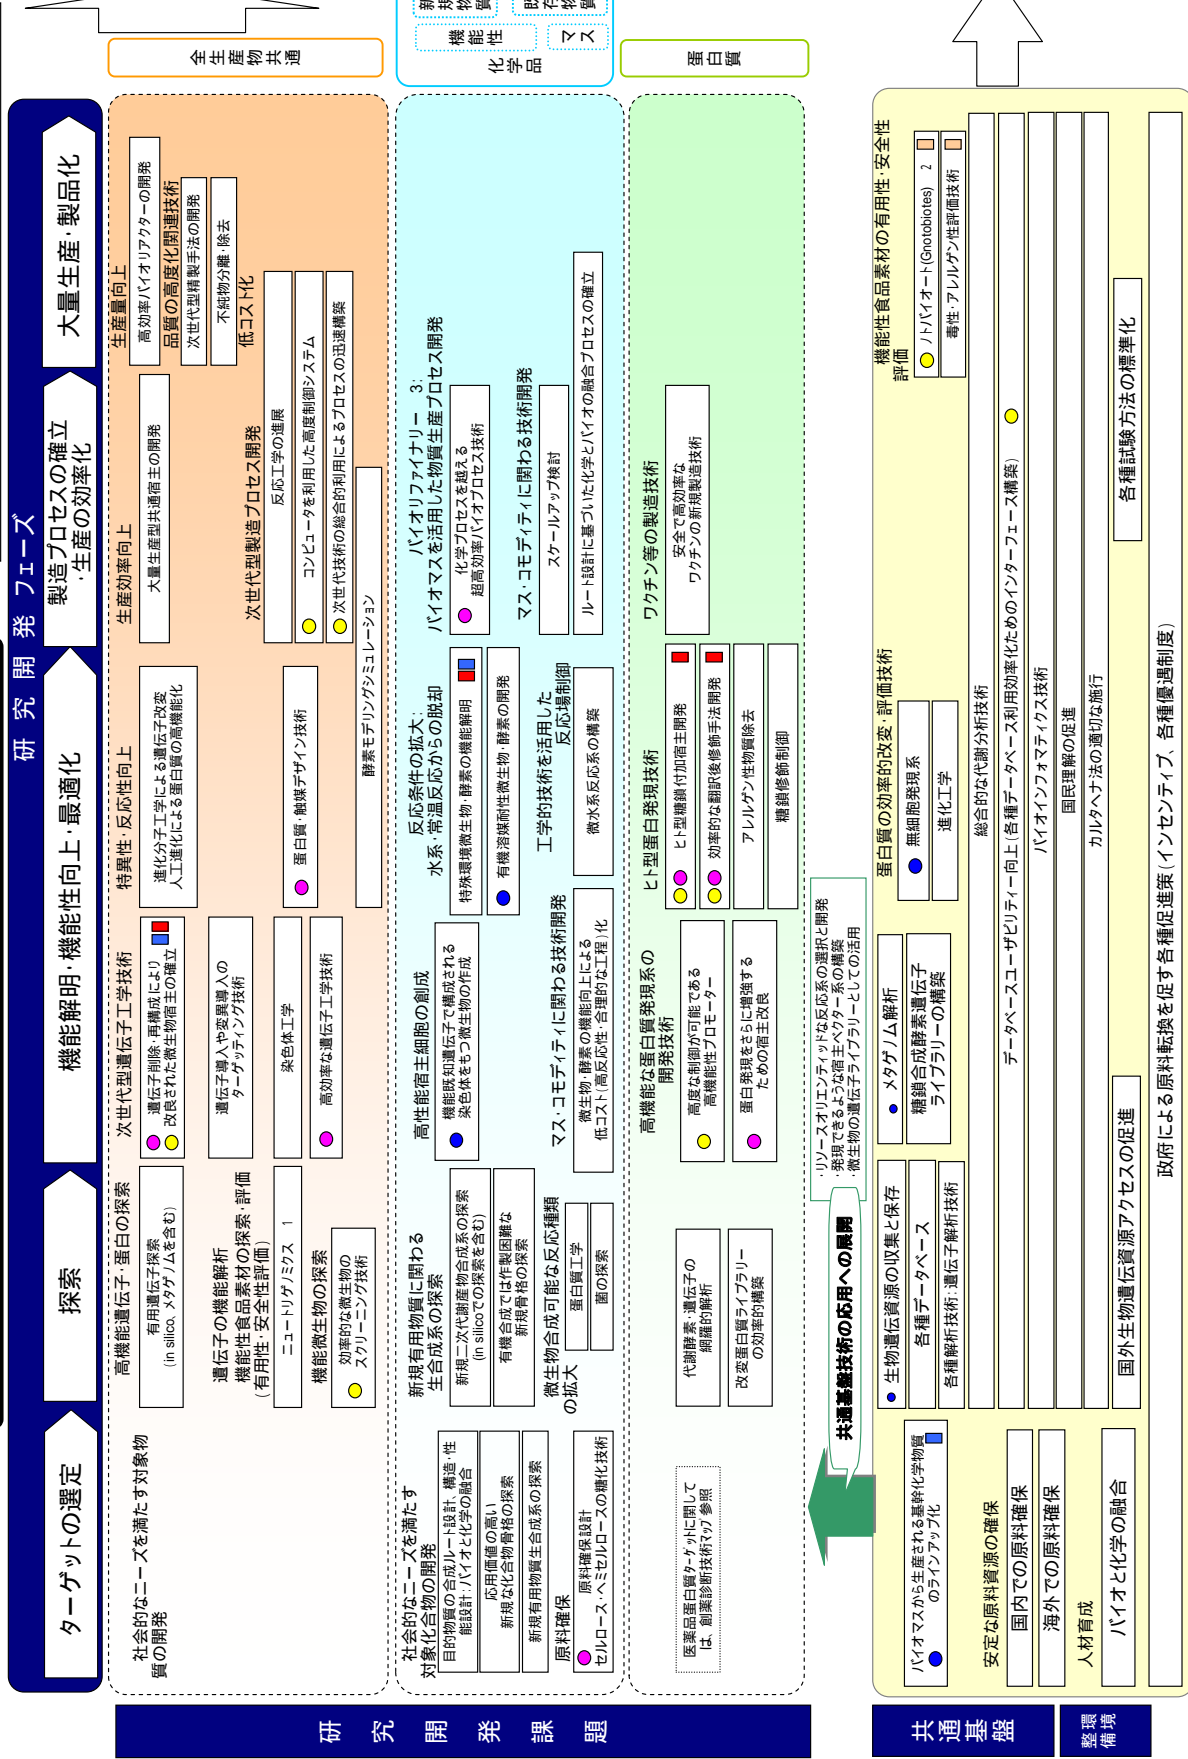 研究開発フェーズ
ターゲットの選定
探索
機能解明・機能性向上・最適化
製造プロセスの確立
・生産の効率化
大量生産・製品化
研究開発課題
全生産物共通
社会的なニーズを満たす対象物
質の開発
高機能遺伝子・蛋白の探索
有用遺伝子探索
(in silico, メタゲノムを含む)
遺伝子の機能解析
機能性食品素材の探索・評価
(有用性・安全性評価)
ニュートリゲノミクス 1
機能微生物の探索
効率的な微生物の
スクリーニング技術
次世代型遺伝子工学技術
遺伝子削除・再構成により
改良された微生物宿主の確立
遺伝子導入や変異導入の
ターゲッティング技術
染色体工学
高効率な遺伝子工学技術
特異性・反応性向上
進化分子工学による遺伝子改変
人工進化による蛋白質の高機能化
蛋白質・触媒デザイン技術
酵素モデリングシミュレーション
生産効率向上
大量生産型共通宿主の開発
次世代型製造プロセス開発
反応工学の進展
コンピュータを利用した高度制御システム
次世代技術の総合的利用によるプロセスの迅速構築
生産量向上
高効率バイオリアクターの開発
品質の高度化関連技術
次世代型精製手法の開発
不純物分離・除去
低コスト化
新規物質
既存物質
機能性
マス
化学品
社会的なニーズを満たす
対象化合物の開発
目的物質の合成ルート設計、構造・性
能設計:バイオと化学の融合
応用価値の高い
新規な化合物骨格の探索
新規有用物質生合成系の探索
原料確保
原料確保設計
セルロース・ヘミセルロースの糖化技術
新規有用物質に関わる
生合成系の探索
新規二次代謝産物合成系の探索
(in silicoでの探索を含む)
有機合成では作製困難な
新規骨格の探索
微生物合成可能な反応種類
の拡大
蛋白質工学
菌の探索
高性能宿主細胞の創成
機能既知遺伝子で構成される
染色体をもつ微生物の作成
マス・コモディティに関わる技術開発
微生物・酵素の機能向上による
低コスト(高反応性・合理的な工程)化
反応条件の拡大:
水系・常温反応からの脱却
特殊環境微生物・酵素の機能解明
有機溶媒耐性微生物・酵素の開発
工学的技術を活用した
反応場制御
微水系反応系の構築
バイオリファイナリー 3:
バイオマスを活用した物質生産プロセス開発
化学プロセスを越える
超高効率バイオプロセス技術
マス・コモディティに関わる技術開発
スケールアップ検討
ルート設計に基づいた化学とバイオの融合プロセスの確立
蛋白質
医薬品蛋白質ターゲットに関して
は、創薬診断技術マップ参照
代謝酵素・遺伝子の
網羅的解析
改変蛋白質ライブラリー
の効率的構築
高機能な蛋白質発現系の
開発技術
高度な制御が可能である
高機能性プロモーター
蛋白発現をさらに増強する
ための宿主改良
ヒト型蛋白発現技術
ヒト型糖鎖付加宿主開発
効率的な翻訳後修飾手法開発
アレルゲン性物質除去
糖鎖修飾制御
ワクチン等の製造技術
安全で高効率な
ワクチンの新規製造技術
共通基盤技術の応用への展開
・リソースオリエンティッドな反応系の選択と開発
・発現できるような宿主ベクター系の構築
・微生物の遺伝子ライブラリーとしての活用
共通基盤
バイオマスから生産される基幹化学物質
のラインアップ化
生物遺伝資源の収集と保存
各種データベース
各種解析技術:遺伝子解析技術
メタゲノム解析
糖鎖合成酵素遺伝子
ライブラリーの構築
蛋白質の効率的改変・評価技術
無細胞発現系
進化工学
機能性食品素材の有用性・安全性
評価
ノトバイオート(Gnotobiotes) 2
毒性・アレルゲン性評価技術
総合的な代謝分析技術
データベースユーザビリティー向上(各種データベース利用効率化ためのインターフェース構築)
バイオインフォマティクス技術
環境整備
安定な原料資源の確保
国内での原料確保
海外での原料確保
人材育成
バイオと化学の融合
国民理解の促進
カルタヘナ法の適切な施行
国外生物遺伝資源アクセスの促進
各種試験方法の標準化
政府による原料転換を促す各種促進策(インセンティブ、各種優遇制度)